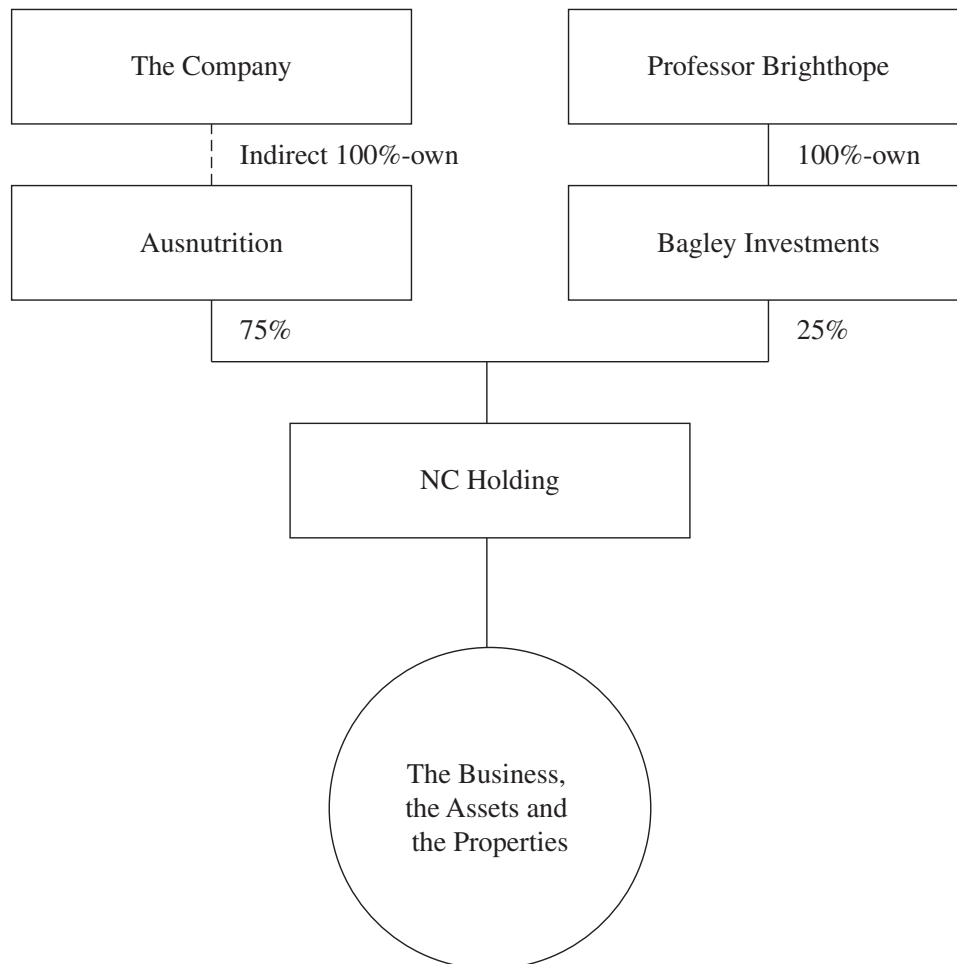 The Company
Professor Brighthope
Indirect 100%-own
100%-own
Ausnutrition
Bagley Investments
75%
25%
NC Holding
The Business,
the Assets and
the Properties